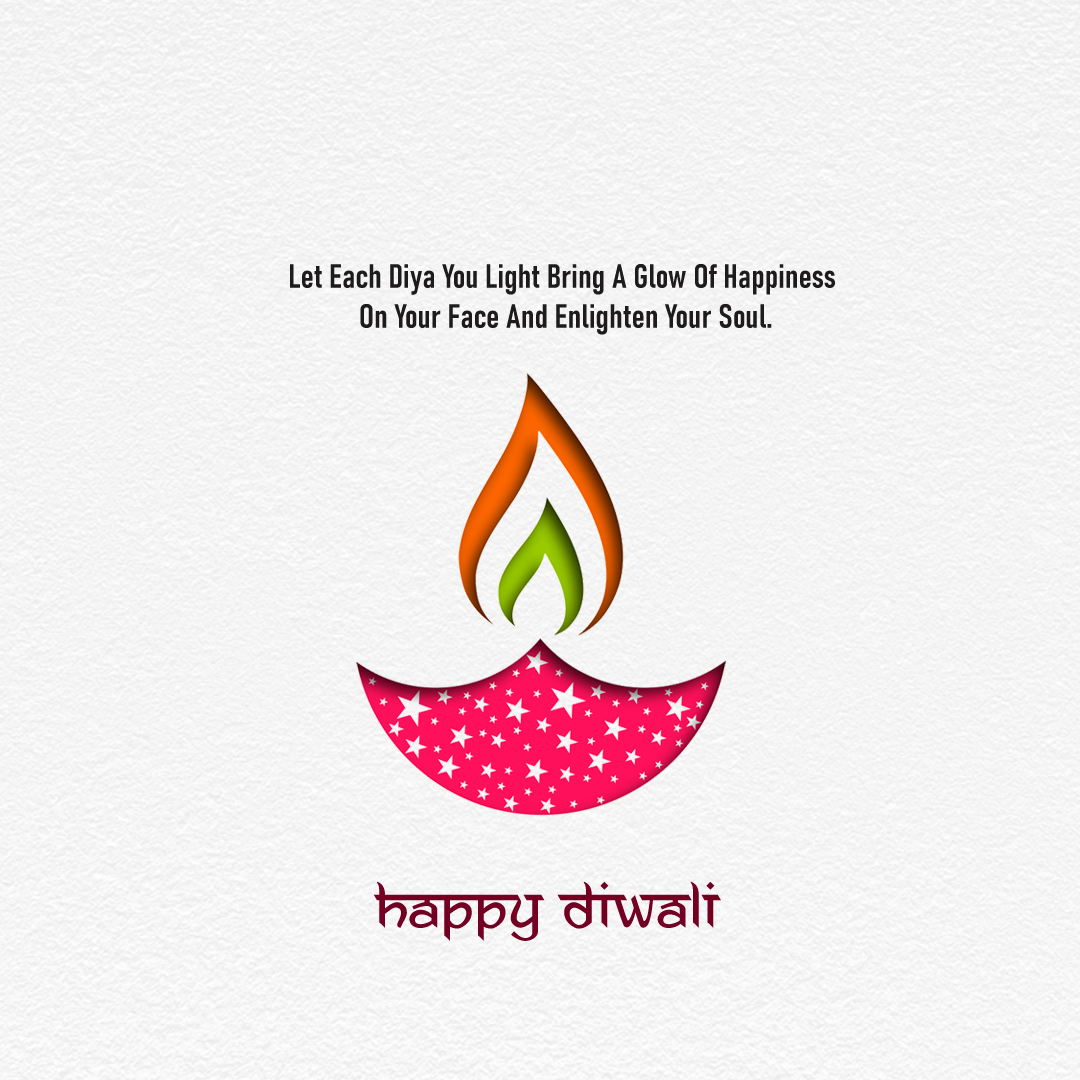 Let Each Diya You Light Bring A Glow Of Happiness
On Your Face And Enlighten Your Soul.
happy diwali